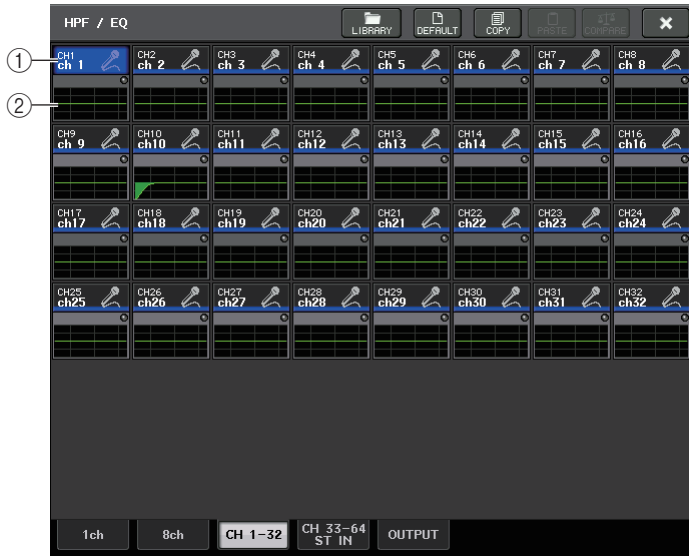 HPF / EQ
LIBRARY
DEFAULT
COPY
PASTE
COMPARE
1
2
CH1
ch 1
CH2
ch 2
CH3
ch 3
CH4
ch 4
CH5
ch 5
CH6
ch 6
CH7
ch 7
CH8
ch 8
CH9
ch 9
CH10
ch10
CH11
ch11
CH12
ch12
CH13
ch13
CH14
ch14
CH15
ch15
CH16
ch16
CH17
ch17
CH18
ch18
CH19
ch19
CH20
ch20
CH21
ch21
CH22
ch22
CH23
ch23
CH24
ch24
CH25
ch25
CH26
ch26
CH27
ch27
CH28
ch28
CH29
ch29
CH30
ch30
CH31
ch31
CH32
ch32
1ch
8ch
CH 1-32
CH 33-64
ST IN
OUTPUT